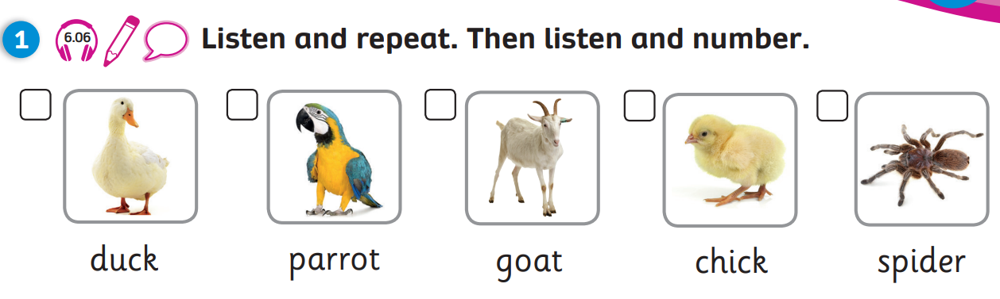 1 6.06 Listen and repeat. Then listen and number.
duck parrot goat chick spider